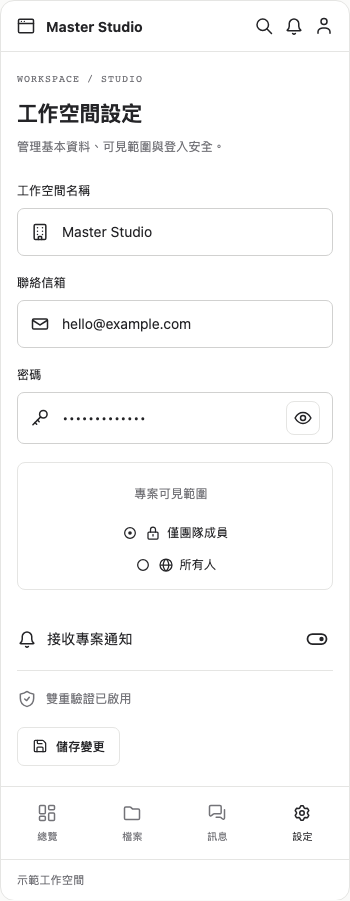 Master Studio
WORKSPACE / STUDIO
工作空間設定
管理基本資料、可見範圍與登入安全。
工作空間名稱
Master Studio
聯絡信箱
hello@example.com
密碼
•••••••••••••
專案可見範圍
僅團隊成員
所有人
接收專案通知
雙重驗證已啟用
儲存變更
總覽
檔案
訊息
設定
示範工作空間